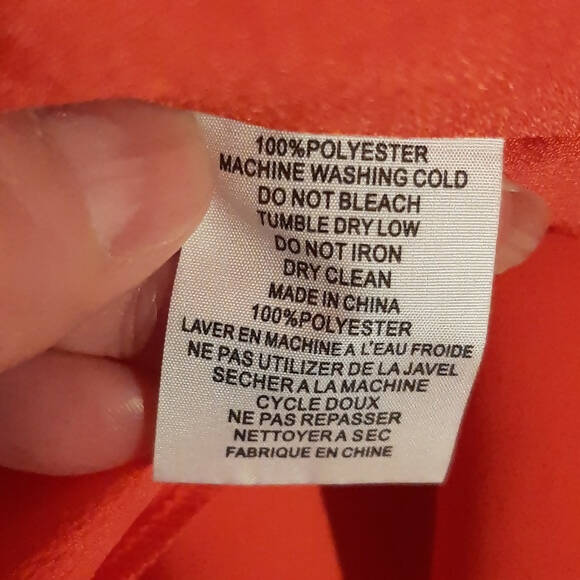 100%POLYESTER
MACHINE WASHING COLD
DO NOT BLEACH
TUMBLE DRY LOW
DO NOT IRON
DRY CLEAN
MADE IN CHINA
100%POLYESTER
LAVER EN MACHINE A L'EAU FROIDE
NE PAS UTILIZER DE LA JAVEL
SECHER A LA MACHINE
CYCLE DOUX
NE PAS REPASSER
NETTOYER A SEC
FABRIQUE EN CHINE